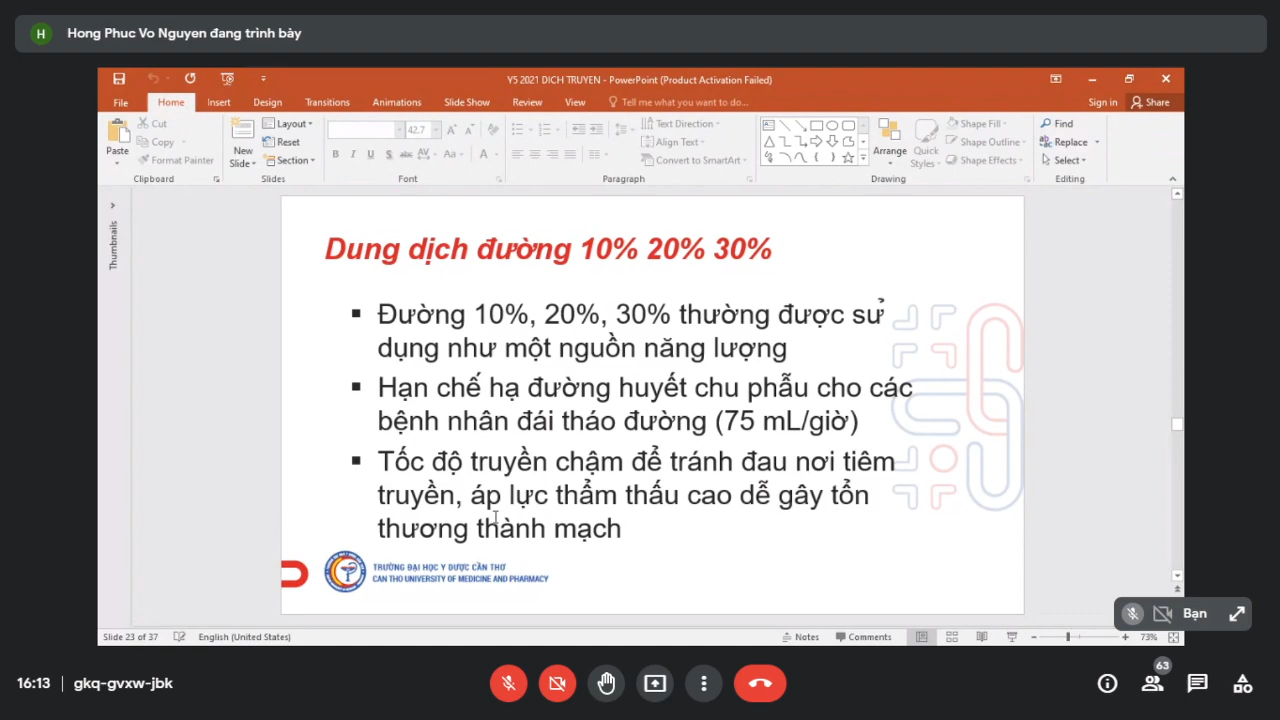 H Hong Phuc Vo Nguyen đang trình bày
Y5 2021 DICH TRUYEN - PowerPoint (Product Activation Failed)
File Home Insert Design Transitions Animations Slide Show Review View Tell me what you want to do... Sign in Share
Paste Cut Copy Format Painter
Clipboard
New Slide Layout Reset Section
Slides
42.7
B I U S abc AV Aa A
Font
Text Direction
Align Text
Convert to SmartArt
Paragraph
Arrange Quick Styles Shape Fill Shape Outline Shape Effects
Drawing
Find
Replace
Select
Editing
Thumbnails
Dung dịch đường 10% 20% 30%
▪ Đường 10%, 20%, 30% thường được sử
dụng như một nguồn năng lượng
▪ Hạn chế hạ đường huyết chu phẫu cho các
bệnh nhân đái tháo đường (75 mL/giờ)
▪ Tốc độ truyền chậm để tránh đau nơi tiêm
truyền, áp lực thẩm thấu cao dễ gây tổn
thương thành mạch
TRƯỜNG ĐẠI HỌC Y DƯỢC CẦN THƠ
CAN THO UNIVERSITY OF MEDICINE AND PHARMACY
Bạn
Slide 23 of 37 English (United States) Notes Comments 73%
16:13 | gkq-gvxw-jbk
63